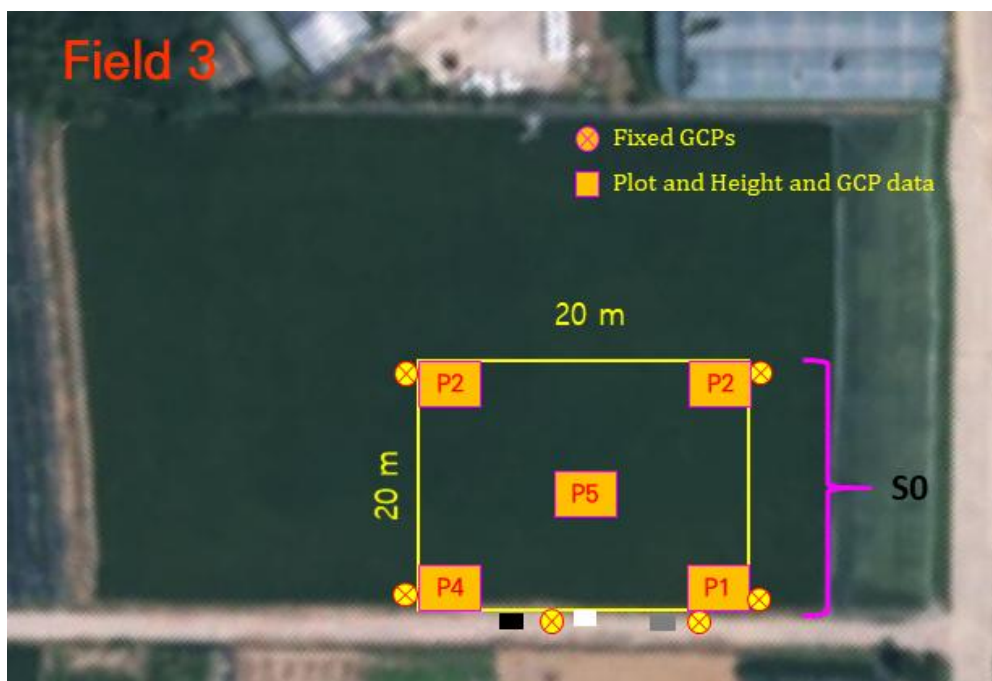 Field 3
Fixed GCPs
Plot and Height and GCP data
20 m
P2
P2
20 m
P5
S0
P4
P1